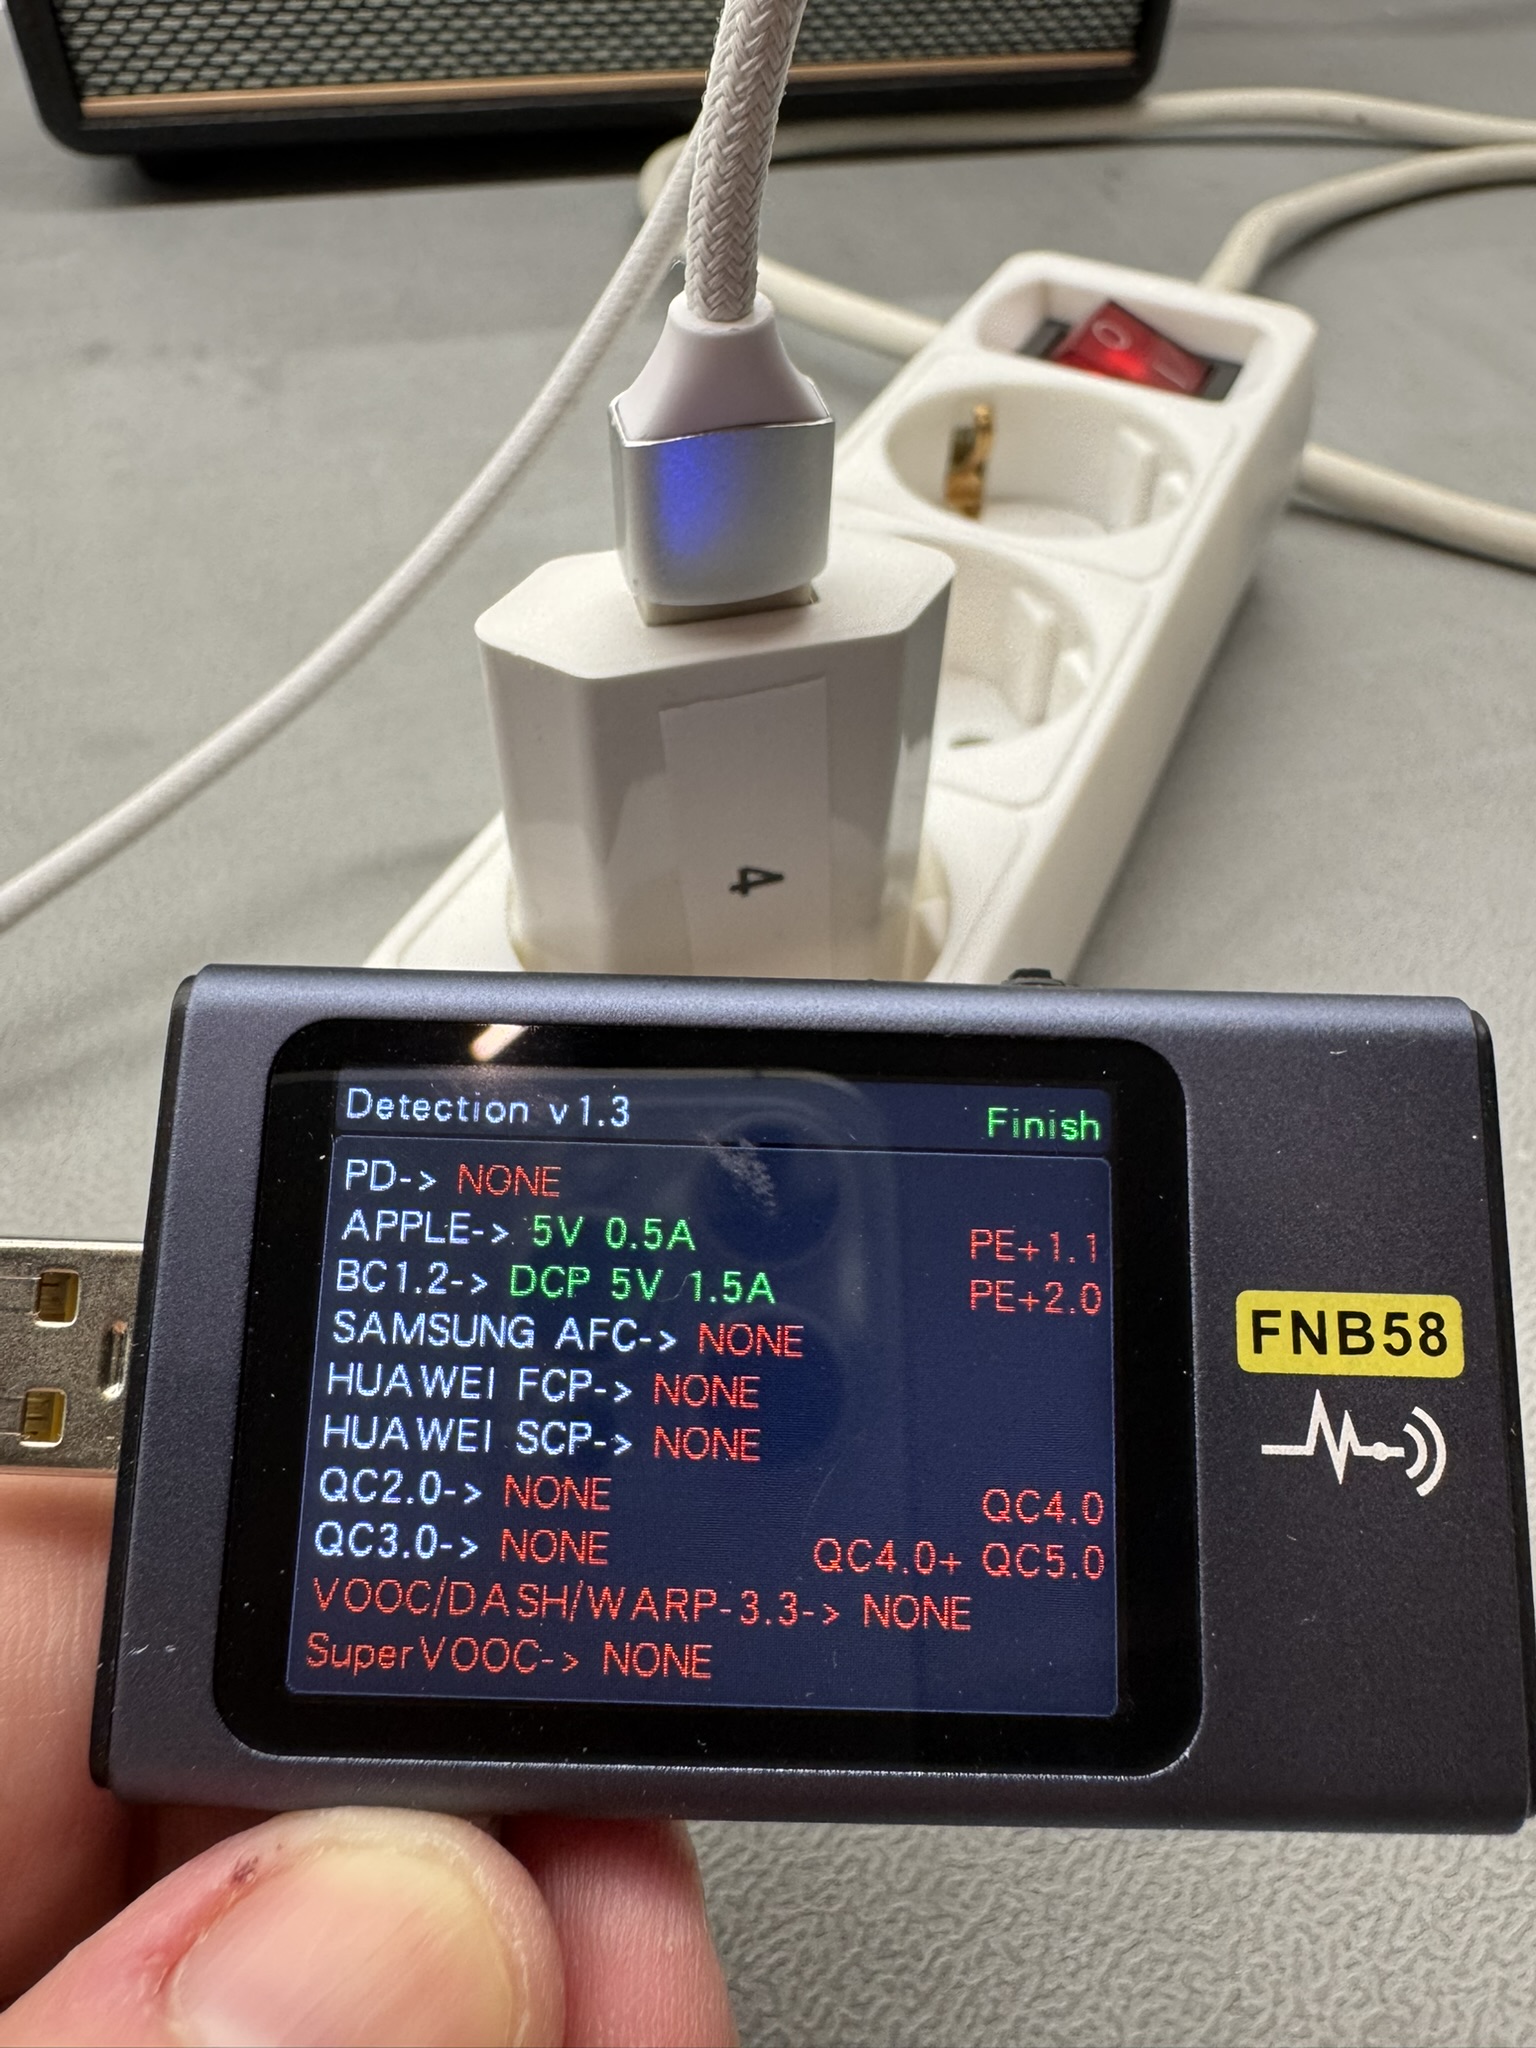 O I
4
Detection v1.3 Finish
PD-> NONE
APPLE-> 5V 0.5A PE+1.1
BC1.2-> DCP 5V 1.5A PE+2.0
SAMSUNG AFC-> NONE
HUAWEI FCP-> NONE
HUAWEI SCP-> NONE
QC2.0-> NONE QC4.0
QC3.0-> NONE QC4.0+ QC5.0
VOOC/DASH/WARP-3.3-> NONE
SuperVOOC-> NONE
FNB58